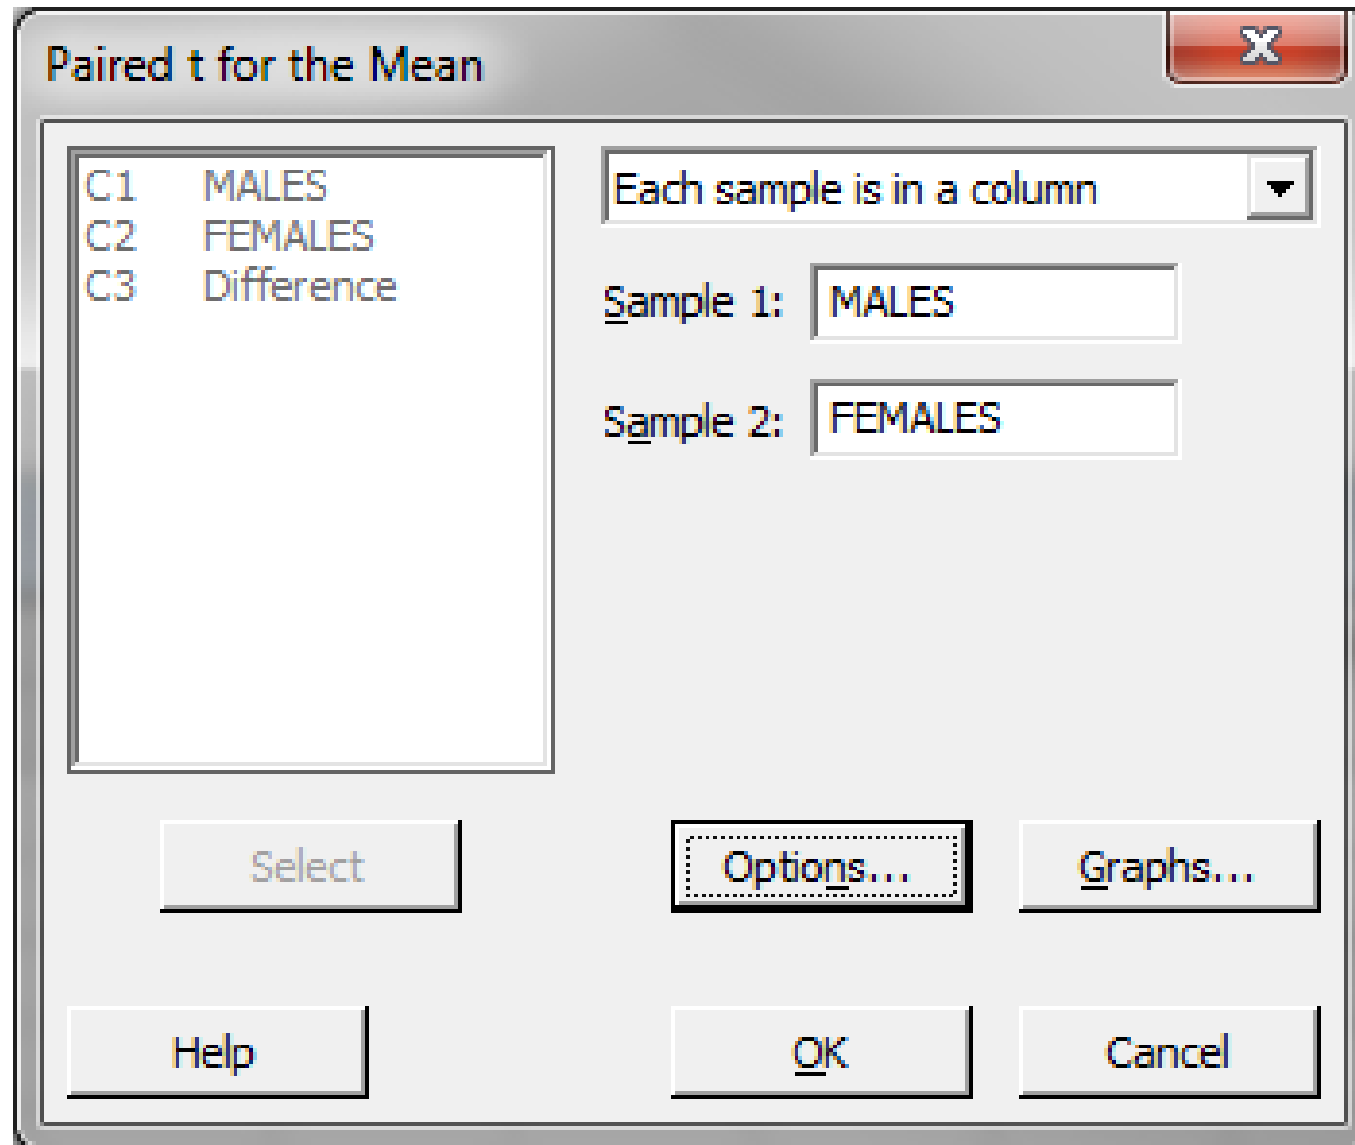 Paired t for the Mean
C1 MALES
C2 FEMALES
C3 Difference
Each sample is in a column
Sample 1: MALES
Sample 2: FEMALES
Select
Options...
Graphs...
Help
OK
Cancel